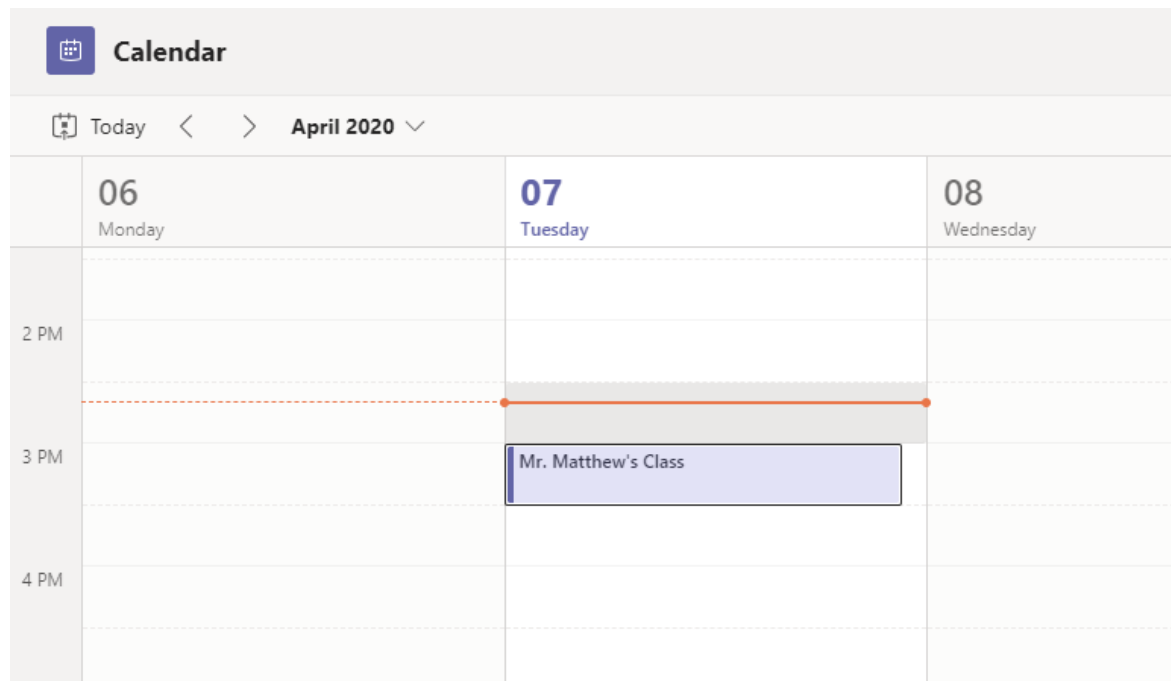 Calendar
Today April 2020
06 07 08
Monday Tuesday Wednesday
2 PM
3 PM
Mr. Matthew's Class
4 PM